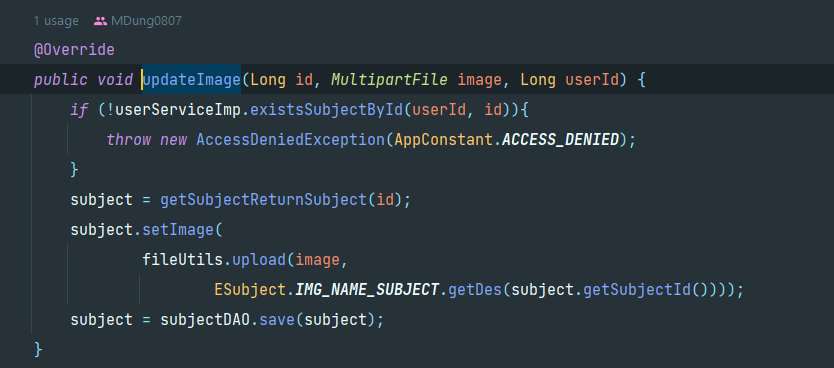 1 usage MDung0807
@Override
public void updateImage(Long id, MultipartFile image, Long userId) {
if (!userServiceImp.existsSubjectById(userId, id)){
throw new AccessDeniedException(AppConstant.ACCESS_DENIED);
}
subject = getSubjectReturnSubject(id);
subject.setImage(
fileUtils.upload(image,
ESubject.IMG_NAME_SUBJECT.getDes(subject.getSubjectId())));
subject = subjectDAO.save(subject);
}